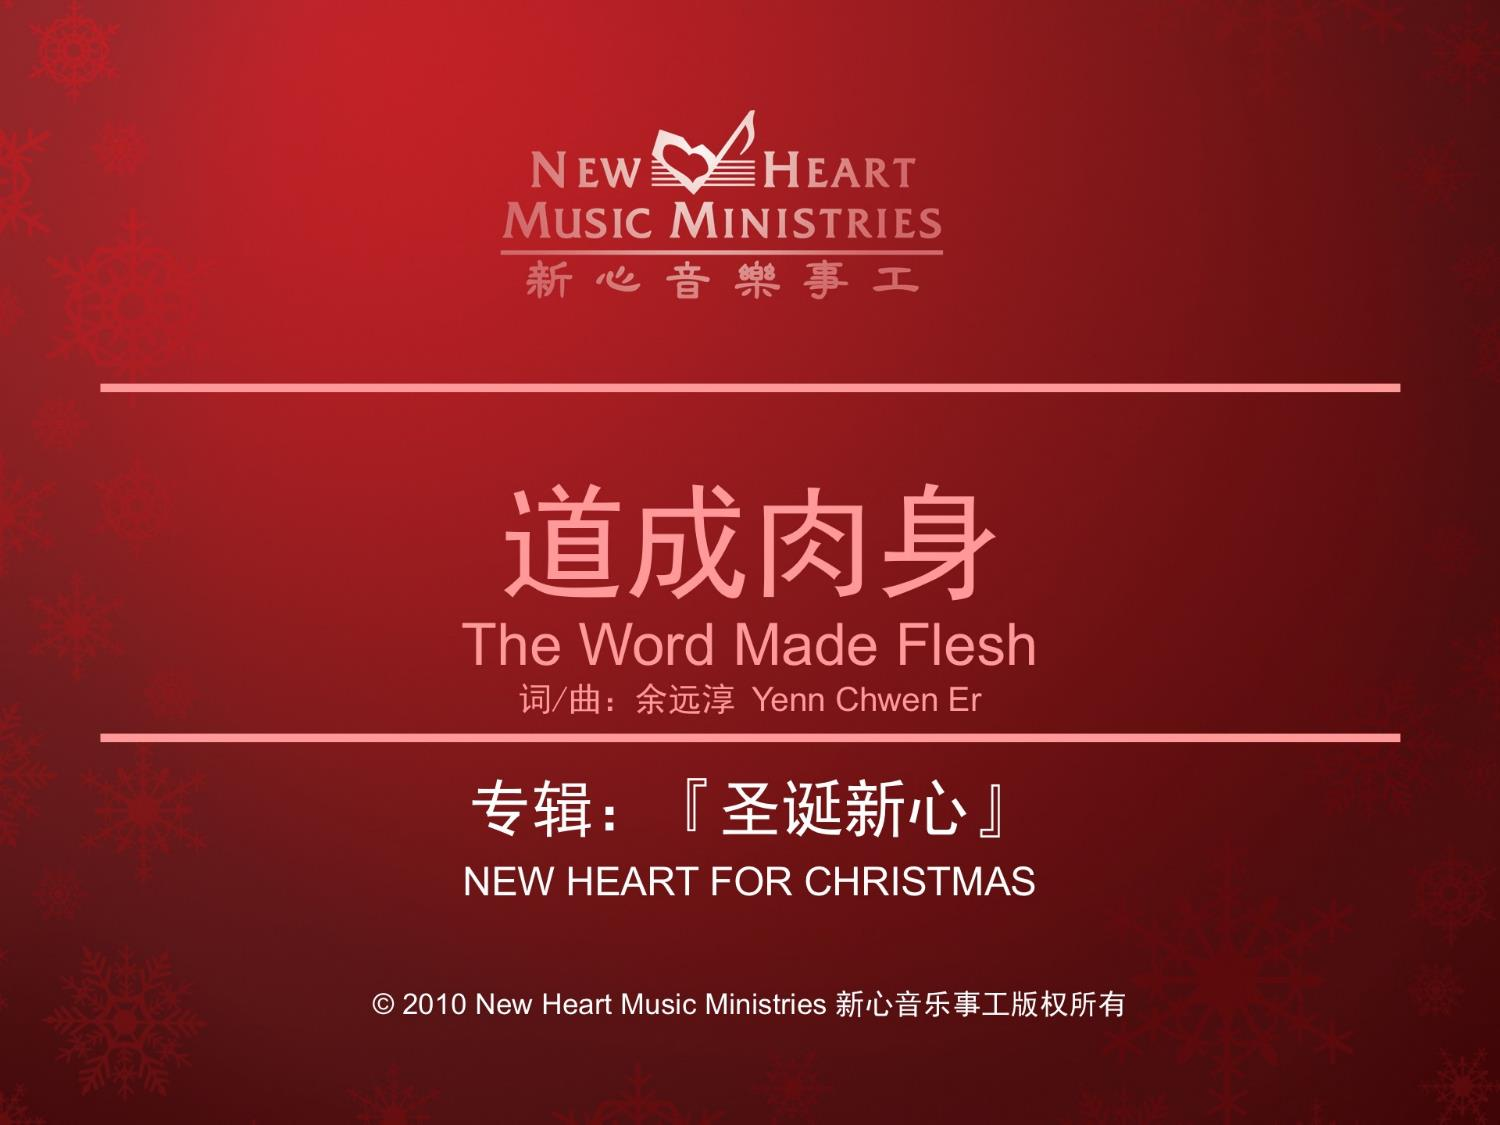 NEW HEART
MUSIC MINISTRIES
新心音樂事工
道成肉身
The Word Made Flesh
词/曲：余远淳 Yenn Chwen Er
专辑：『圣诞新心』
NEW HEART FOR CHRISTMAS
© 2010 New Heart Music Ministries 新心音乐事工版权所有